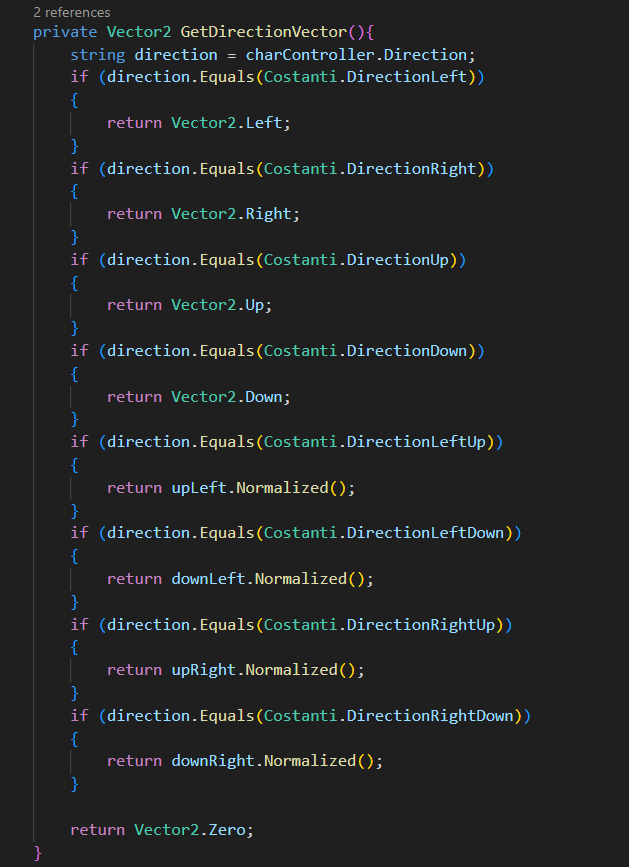 2 references
private Vector2 GetDirectionVector(){
    string direction = charController.Direction;
    if (direction.Equals(Costanti.DirectionLeft))
    {
        return Vector2.Left;
    }
    if (direction.Equals(Costanti.DirectionRight))
    {
        return Vector2.Right;
    }
    if (direction.Equals(Costanti.DirectionUp))
    {
        return Vector2.Up;
    }
    if (direction.Equals(Costanti.DirectionDown))
    {
        return Vector2.Down;
    }
    if (direction.Equals(Costanti.DirectionLeftUp))
    {
        return upLeft.Normalized();
    }
    if (direction.Equals(Costanti.DirectionLeftDown))
    {
        return downLeft.Normalized();
    }
    if (direction.Equals(Costanti.DirectionRightUp))
    {
        return upRight.Normalized();
    }
    if (direction.Equals(Costanti.DirectionRightDown))
    {
        return downRight.Normalized();
    }

    return Vector2.Zero;
}